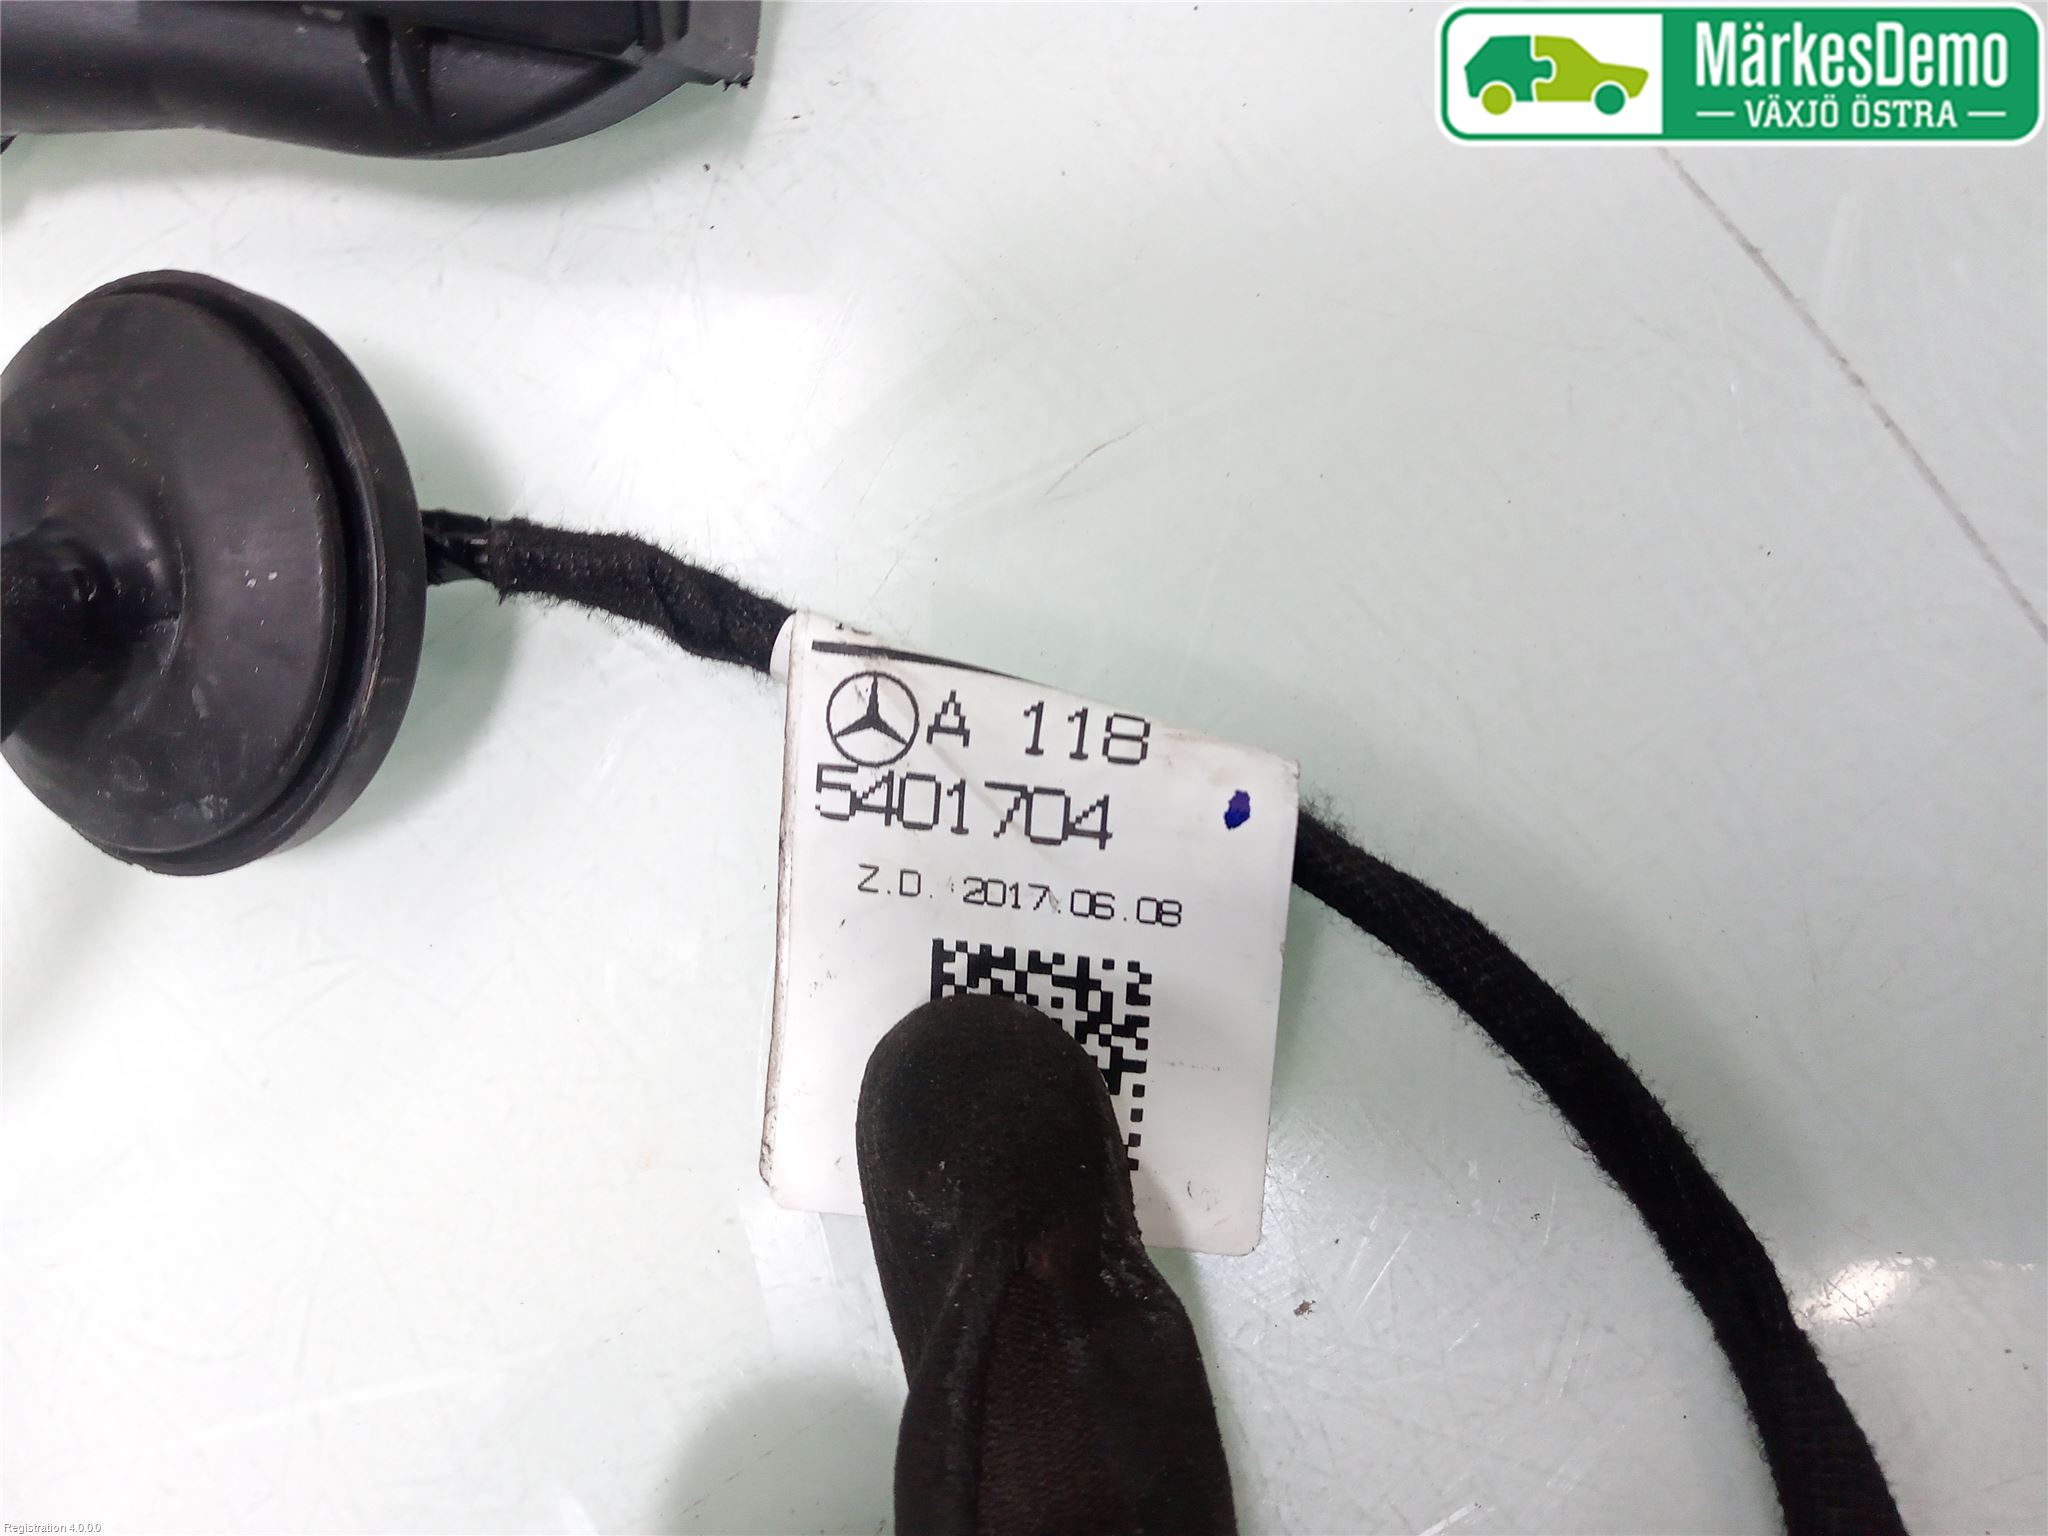 MärkesDemo
VÄXJÖ ÖSTRA
A 118
5401704
Z.D. 2017.06.08
Registration 4.0.0.0